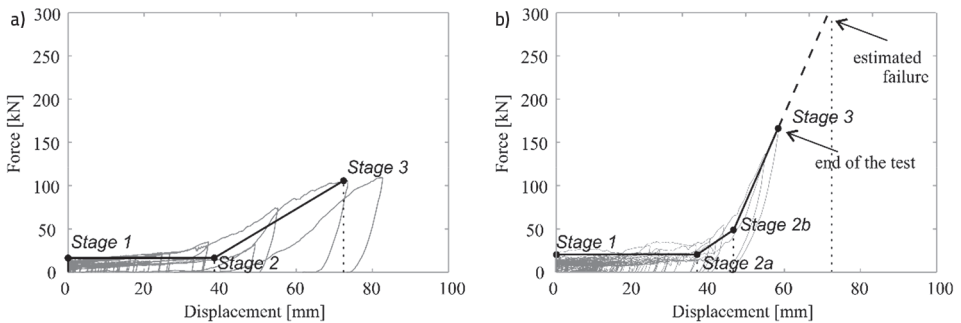 a)
300
250
200
150
100
50
0
Force [kN]
Stage 1
Stage 2
Stage 3
0 20 40 60 80 100
Displacement [mm]
b)
300
250
200
150
100
50
0
Force [kN]
estimated
failure
Stage 3
end of the test
Stage 1
Stage 2b
Stage 2a
0 20 40 60 80 100
Displacement [mm]